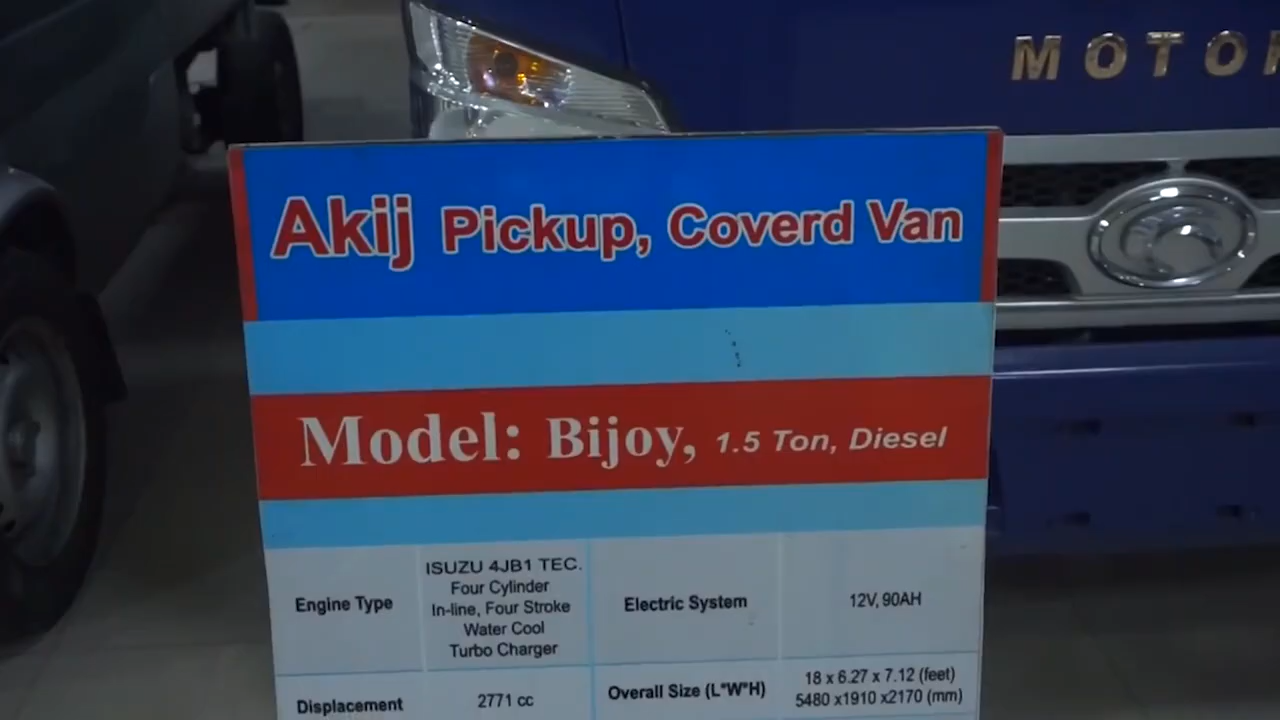 MOTOR
Akij Pickup, Coverd Van
Model: Bijoy, 1.5 Ton, Diesel
Engine Type
ISUZU 4JB1 TEC.
Four Cylinder
In-line, Four Stroke
Water Cool
Turbo Charger
Electric System
12V, 90AH
Displacement
2771 cc
Overall Size (L*W*H)
18 x 6.27 x 7.12 (feet)
5480 x1910 x2170 (mm)